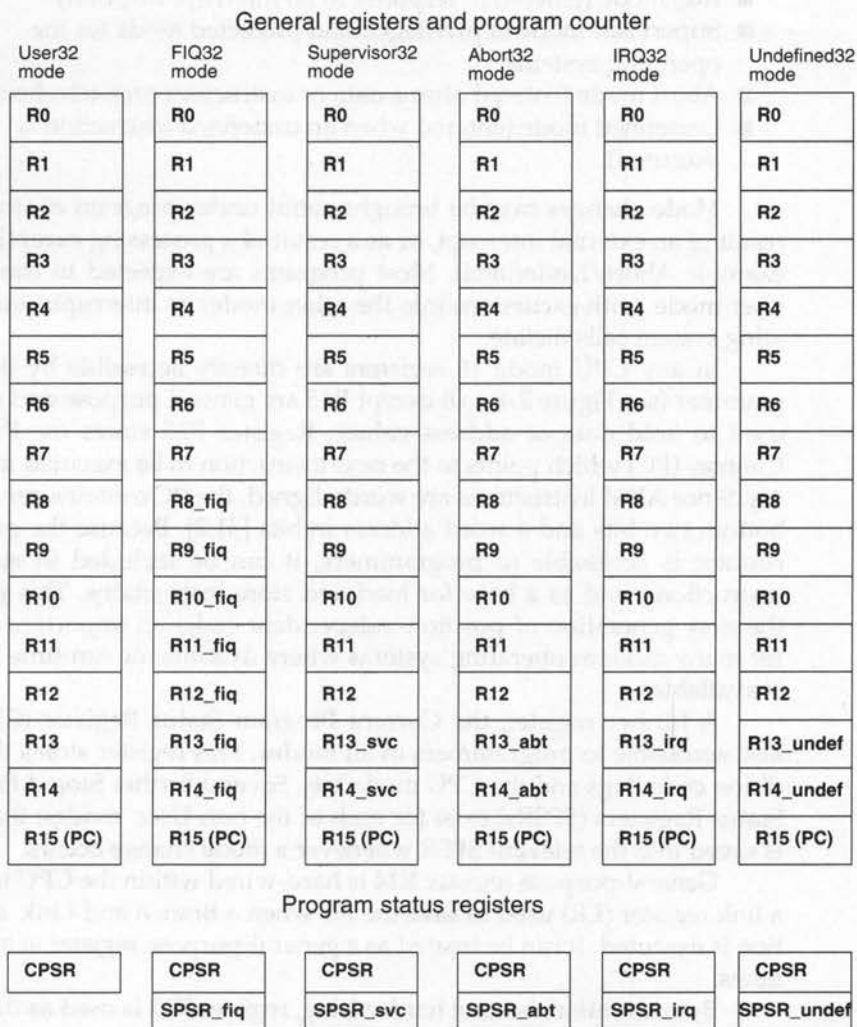 General registers and program counter
User32 mode FIQ32 mode Supervisor32 mode Abort32 mode IRQ32 mode Undefined32 mode
R0 R0 R0 R0 R0 R0
R1 R1 R1 R1 R1 R1
R2 R2 R2 R2 R2 R2
R3 R3 R3 R3 R3 R3
R4 R4 R4 R4 R4 R4
R5 R5 R5 R5 R5 R5
R6 R6 R6 R6 R6 R6
R7 R7 R7 R7 R7 R7
R8 R8_fiq R8 R8 R8 R8
R9 R9_fiq R9 R9 R9 R9
R10 R10_fiq R10 R10 R10 R10
R11 R11_fiq R11 R11 R11 R11
R12 R12_fiq R12 R12 R12 R12
R13 R13_fiq R13_svc R13_abt R13_irq R13_undef
R14 R14_fiq R14_svc R14_abt R14_irq R14_undef
R15 (PC) R15 (PC) R15 (PC) R15 (PC) R15 (PC) R15 (PC)
Program status registers
CPSR CPSR CPSR CPSR CPSR CPSR
SPSR_fiq SPSR_svc SPSR_abt SPSR_irq SPSR_undef